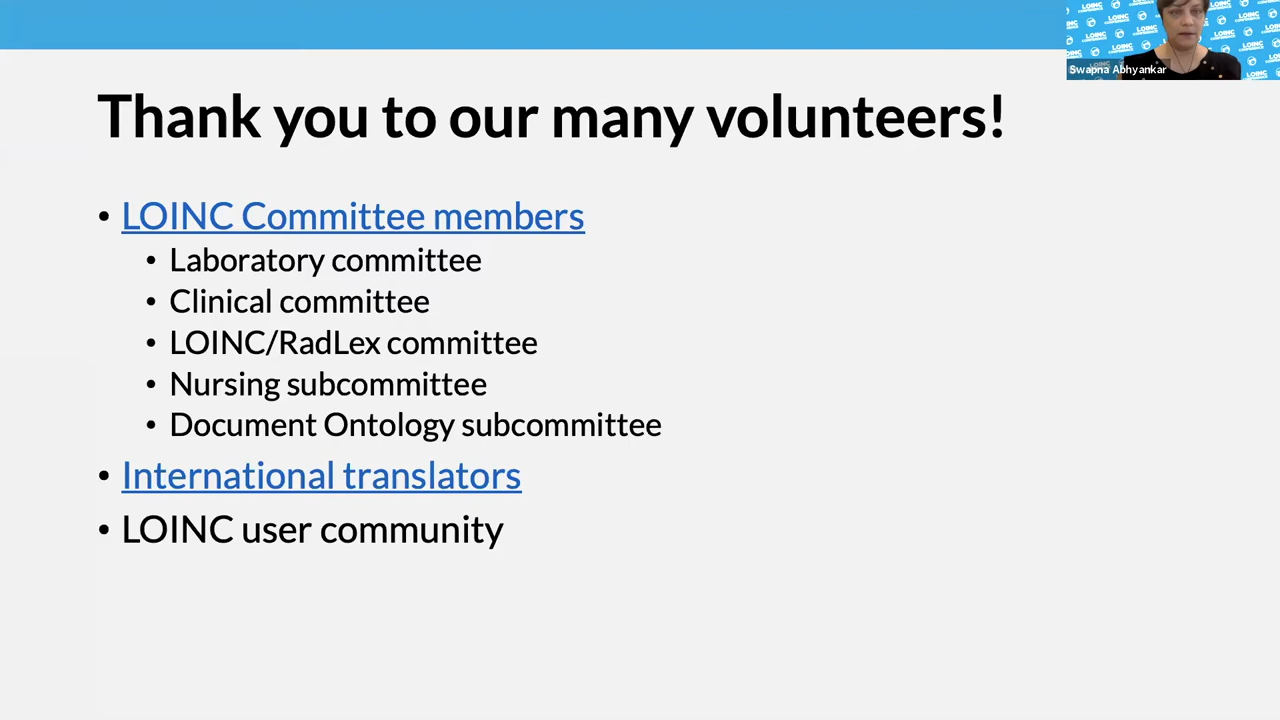 Swapna Abhyankar
Thank you to our many volunteers!
• LOINC Committee members
• Laboratory committee
• Clinical committee
• LOINC/RadLex committee
• Nursing subcommittee
• Document Ontology subcommittee
• International translators
• LOINC user community